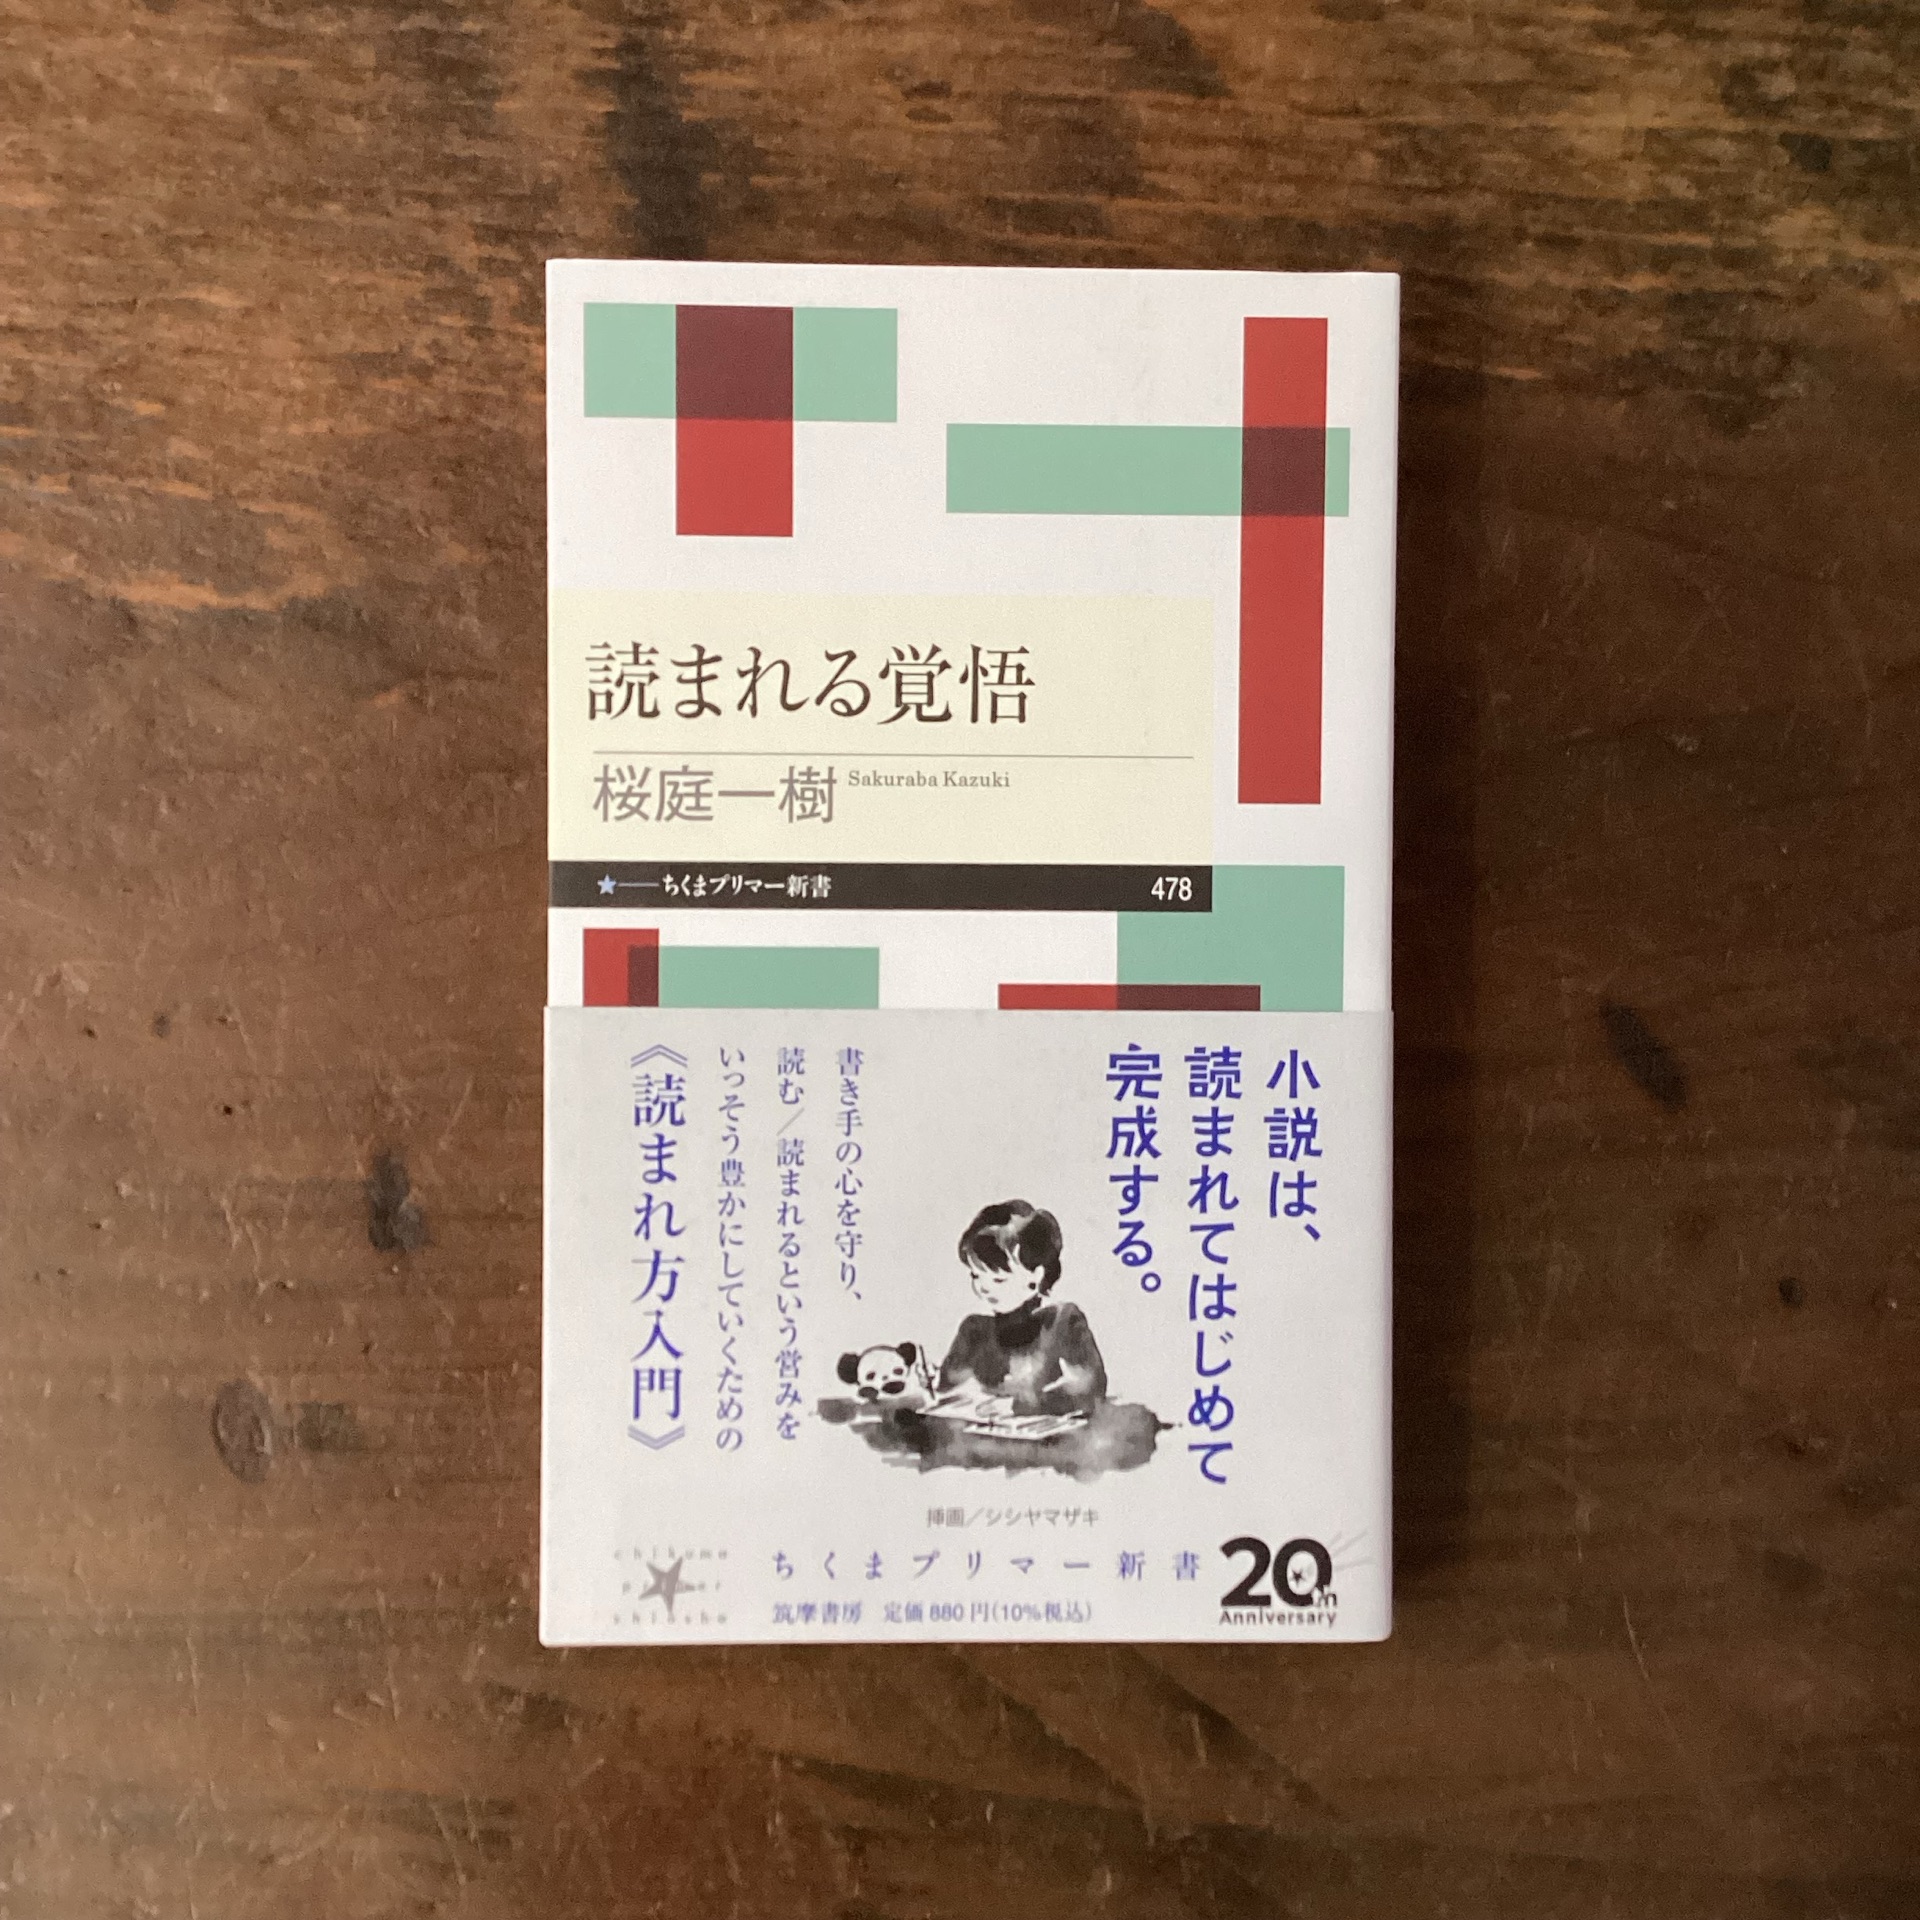 読まれる覚悟
桜庭一樹 Sakuraba Kazuki
★──ちくまプリマー新書 478
小説は、
読まれてはじめて
完成する。
書き手の心を守り、
読む／読まれるという営みを
いっそう豊かにしていくための
《読まれ方入門》
挿画／シシヤマザキ
chikuma
primer
shinsho
ちくまプリマー新書
筑摩書房　定価880円(10%税込)
20th
Anniversary